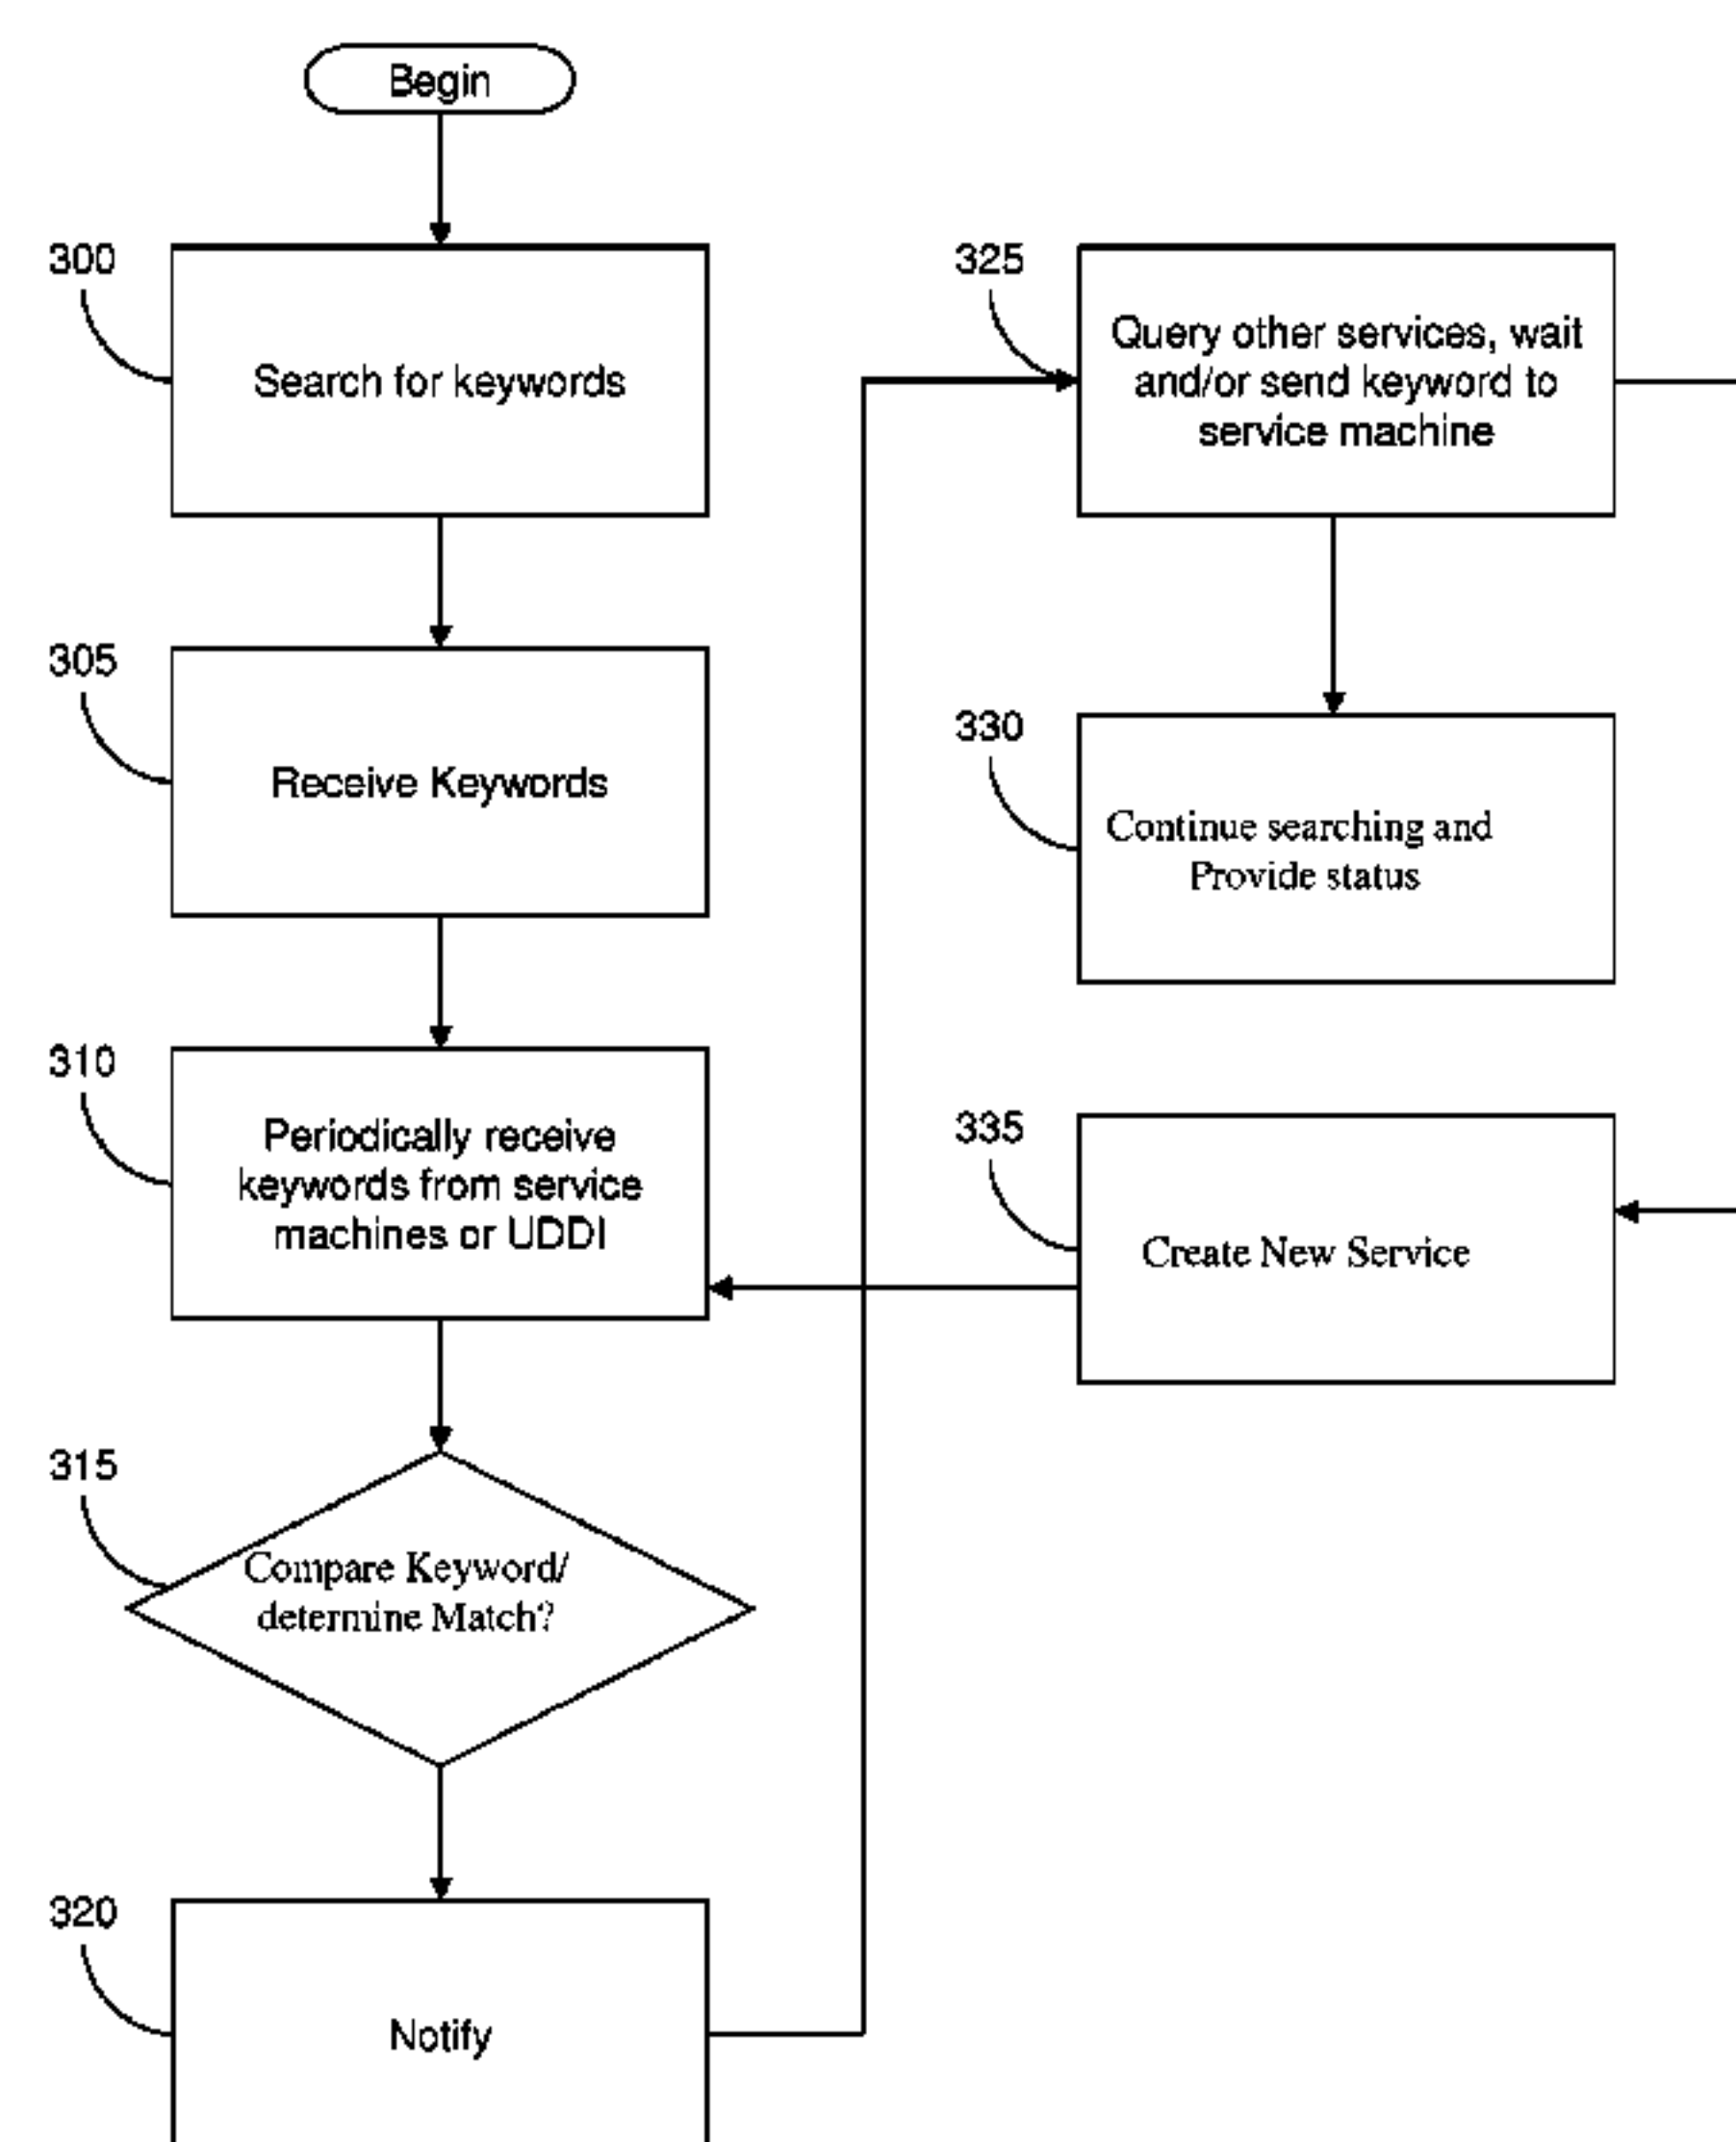 Begin
300
Search for keywords
305
Receive Keywords
310
Periodically receive
keywords from service
machines or UDDI
315
Compare Keyword/
determine Match?
320
Notify
325
Query other services, wait
and/or send keyword to
service machine
330
Continue searching and
Provide status
335
Create New Service